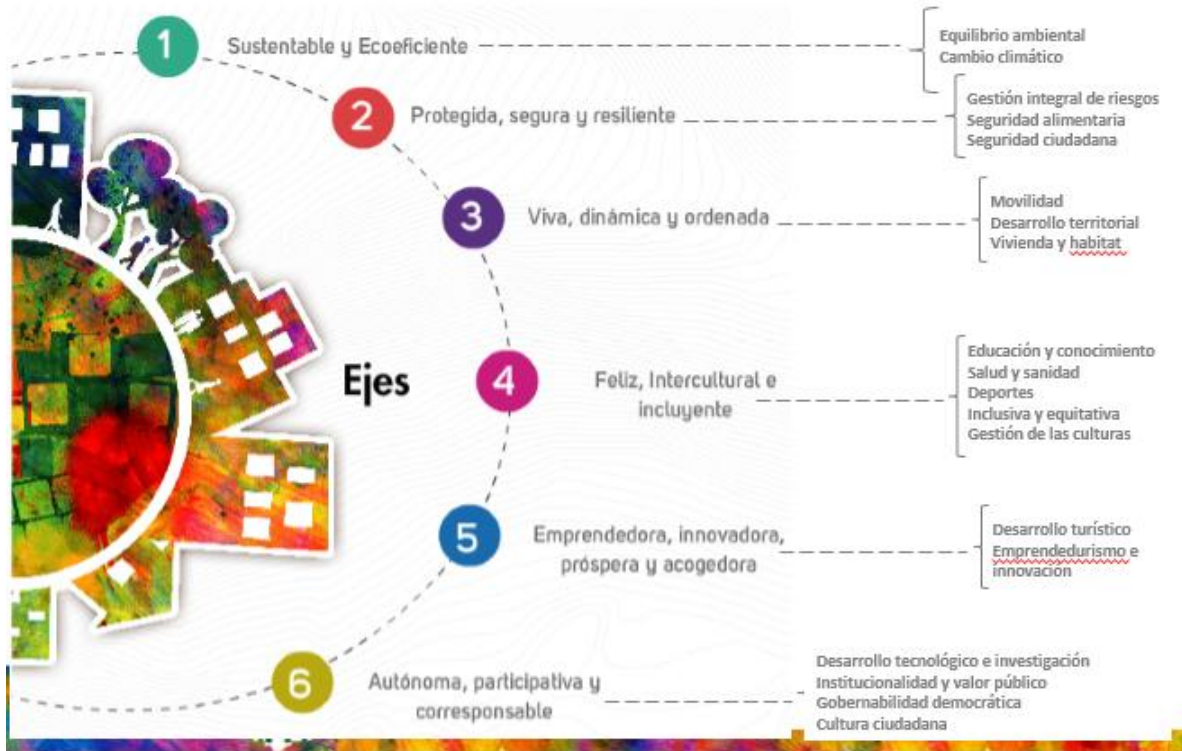 1
Sustentable y Ecoeficiente
Equilibrio ambiental
Cambio climático
2
Protegida, segura y resiliente
Gestión integral de riesgos
Seguridad alimentaria
Seguridad ciudadana
3
Viva, dinámica y ordenada
Movilidad
Desarrollo territorial
Vivienda y habitat
Ejes
4
Feliz, Intercultural e
incluyente
Educación y conocimiento
Salud y sanidad
Deportes
Inclusiva y equitativa
Gestión de las culturas
5
Emprendedora, innovadora,
próspera y acogedora
Desarrollo turístico
Emprendedurismo e
innovación
6
Autónoma, participativa y
corresponsable
Desarrollo tecnológico e investigación
Institucionalidad y valor público
Gobernabilidad democrática
Cultura ciudadana